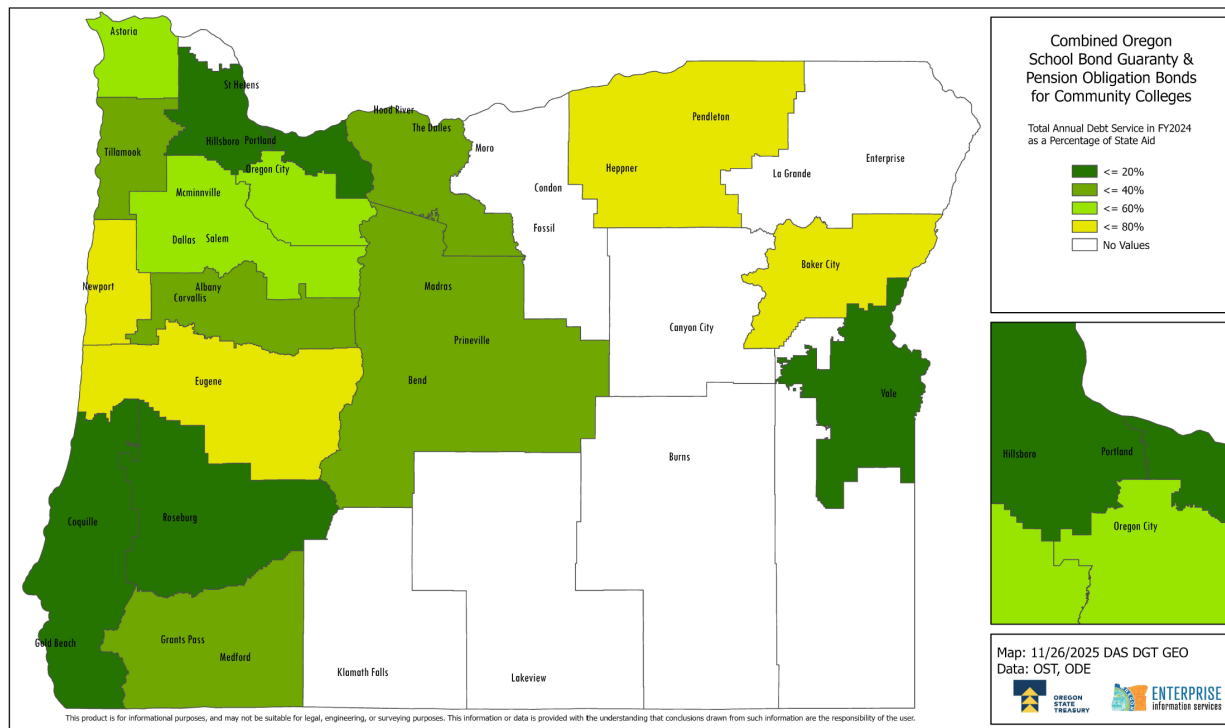 Astoria
St Helens
Hood River
The Dalles
Pendleton
Tillamook
Hillsboro
Portland
Moro
Enterprise
Oregon City
Heppner
La Grande
Mcminnville
Condon
Fossil
Dallas
Salem
Baker City
Newport
Albany
Corvallis
Madras
Canyon City
Prineville
Eugene
Bend
Vale
Burns
Coquille
Roseburg
Gold Beach
Grants Pass
Medford
Klamath Falls
Lakeview
This product is for informational purposes, and may not be suitable for legal, engineering, or surveying purposes. This information or data is provided with the understanding that conclusions drawn from such information are the responsibility of the user.
Combined Oregon
School Bond Guaranty &
Pension Obligation Bonds
for Community Colleges
Total Annual Debt Service in FY2024
as a Percentage of State Aid
<= 20%
<= 40%
<= 60%
<= 80%
No Values
Hillsboro
Portland
Oregon City
Map: 11/26/2025 DAS DGT GEO
Data: OST, ODE
OREGON
STATE
TREASURY
ENTERPRISE
information services